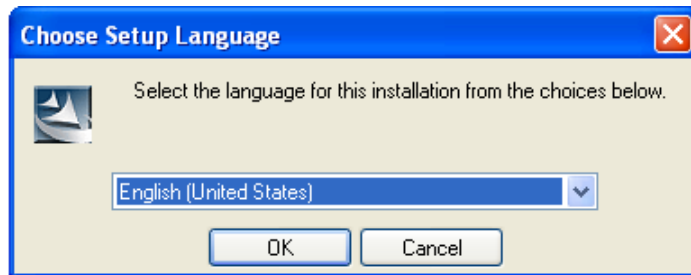 Choose Setup Language
Select the language for this installation from the choices below.
English (United States)
OK
Cancel